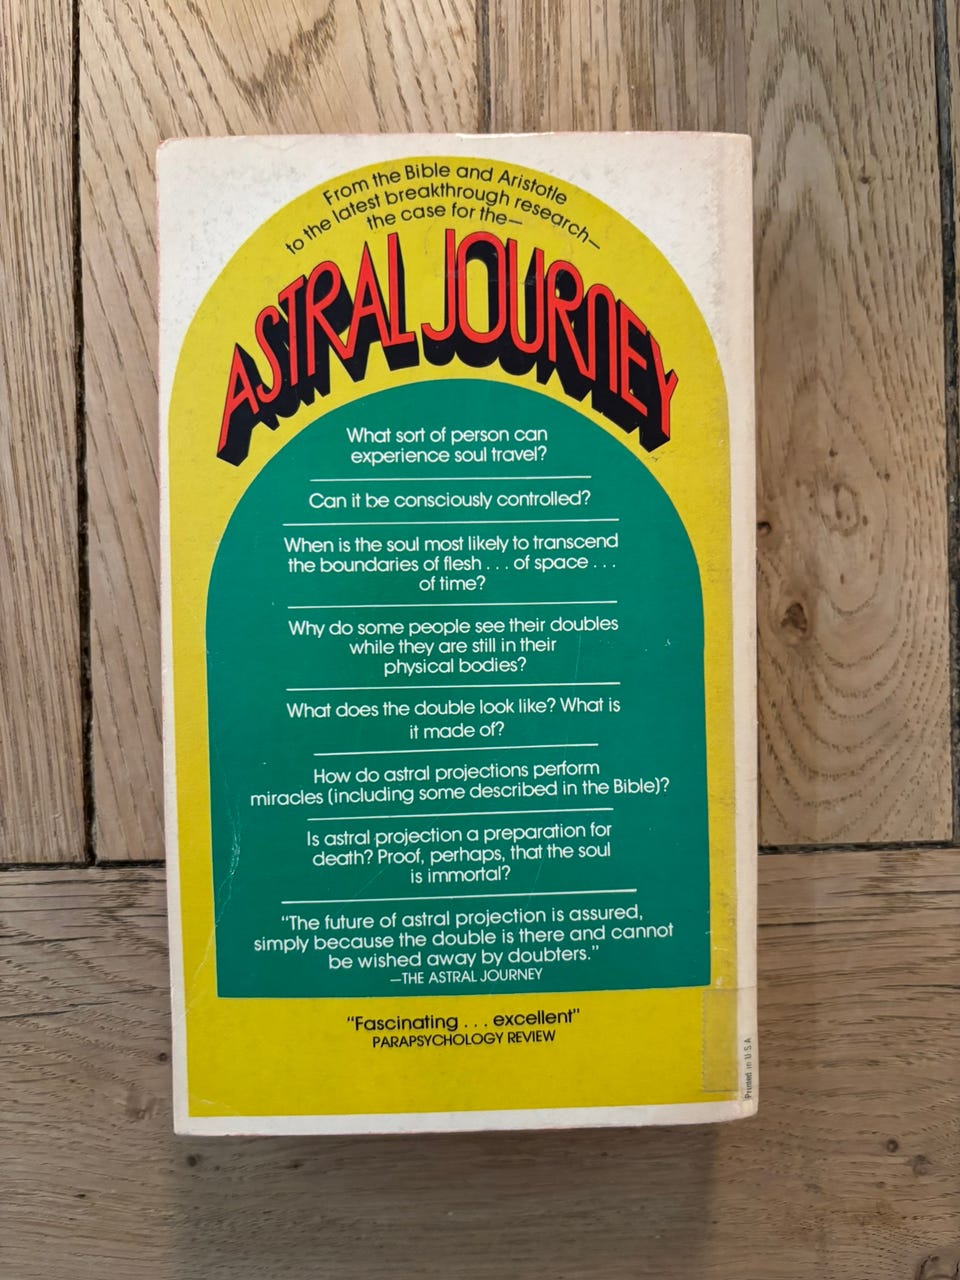 From the Bible and Aristotle
to the latest breakthrough research—
the case for the—
ASTRAL JOURNEY
What sort of person can
experience soul travel?
Can it be consciously controlled?
When is the soul most likely to transcend
the boundaries of flesh . . . of space . . .
of time?
Why do some people see their doubles
while they are still in their
physical bodies?
What does the double look like? What is
it made of?
How do astral projections perform
miracles (including some described in the Bible)?
Is astral projection a preparation for
death? Proof, perhaps, that the soul
is immortal?
“The future of astral projection is assured,
simply because the double is there and cannot
be wished away by doubters.”
—THE ASTRAL JOURNEY
“Fascinating . . . excellent”
PARAPSYCHOLOGY REVIEW
Printed in U S A